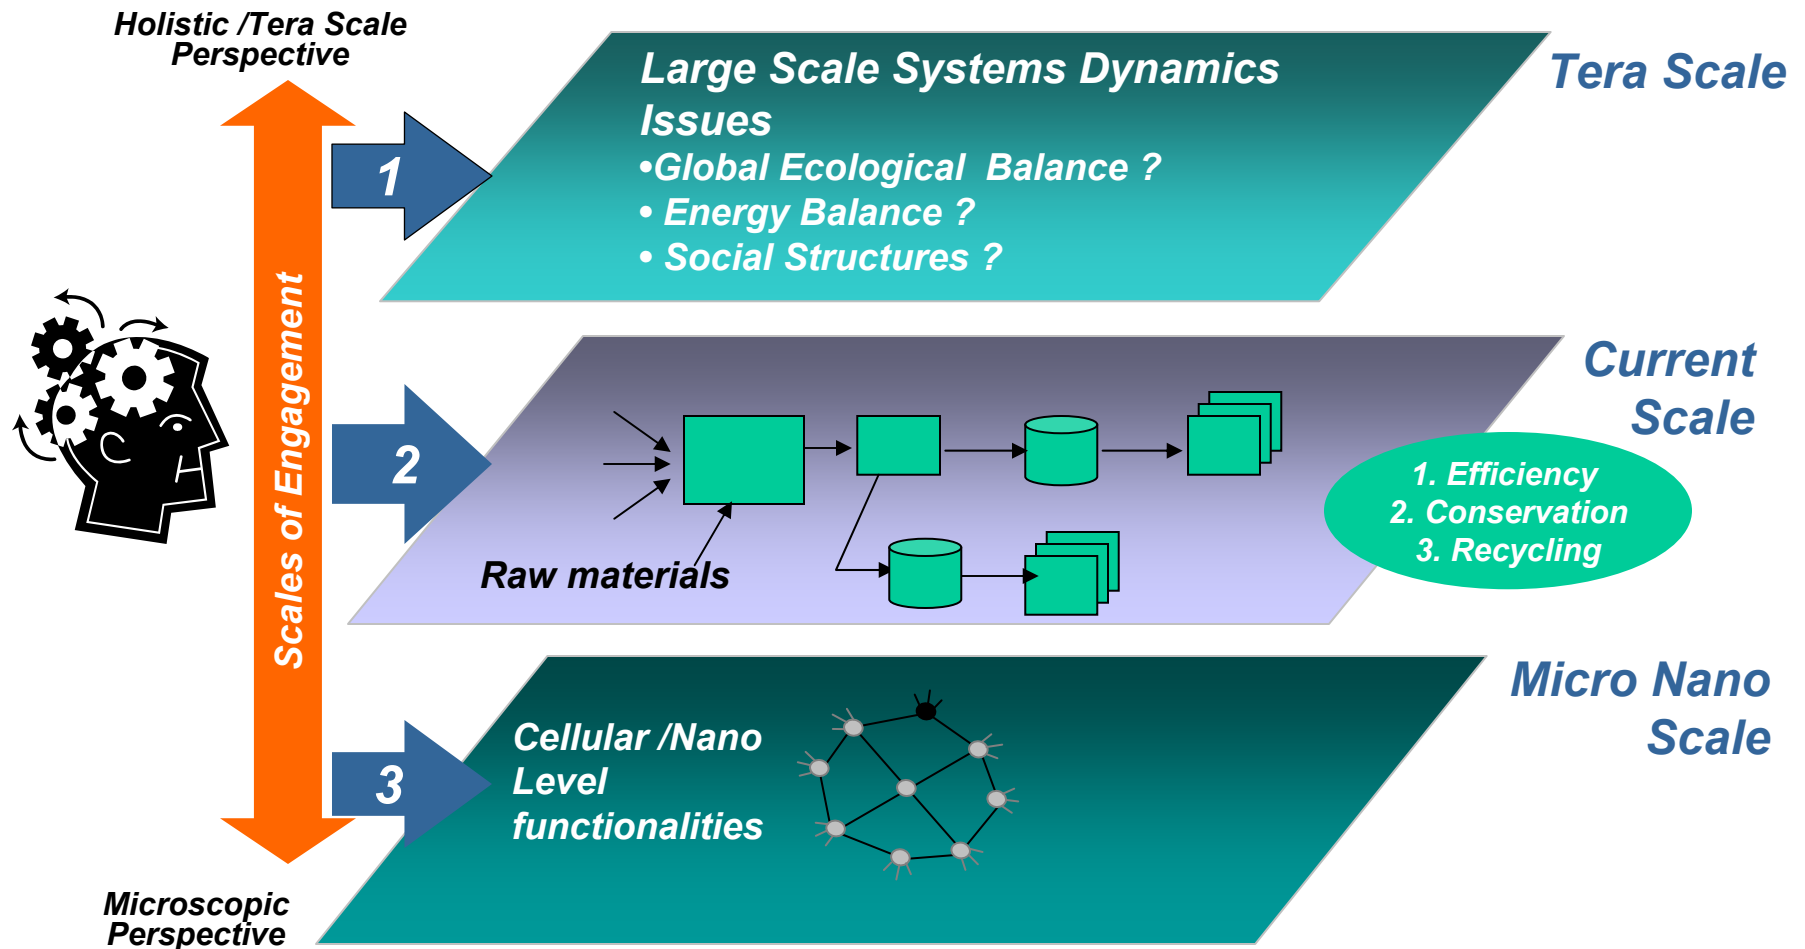 Holistic /Tera Scale
Perspective
Large Scale Systems Dynamics
Issues
•Global Ecological  Balance ?
• Energy Balance ?
• Social Structures ?
Tera Scale
1
Scales of Engagement
Current
Scale
2
Raw materials
1. Efficiency
2. Conservation
3. Recycling
Micro Nano
Scale
3
Cellular /Nano
Level
functionalities
Microscopic
Perspective